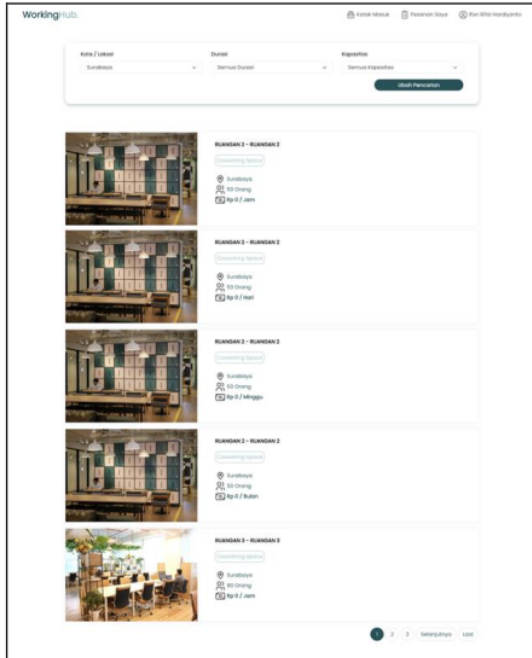 WorkingHub.
Kotak Masuk Pesanan Saya Rian Rifqi Hardiyanto
Kota / Lokasi Durasi Kapasitas
Surabaya Semua Durasi Semua Kapasitas
Ubah Pencarian
RUANGAN 2 - RUANGAN 2
Coworking Space
Surabaya
50 Orang
Rp 0 / Jam
RUANGAN 2 - RUANGAN 2
Coworking Space
Surabaya
50 Orang
Rp 0 / Hari
RUANGAN 2 - RUANGAN 2
Coworking Space
Surabaya
50 Orang
Rp 0 / Minggu
RUANGAN 2 - RUANGAN 2
Coworking Space
Surabaya
50 Orang
Rp 0 / Bulan
RUANGAN 3 - RUANGAN 3
Coworking Space
Surabaya
80 Orang
Rp 0 / Jam
1 2 3 Selanjutnya Last